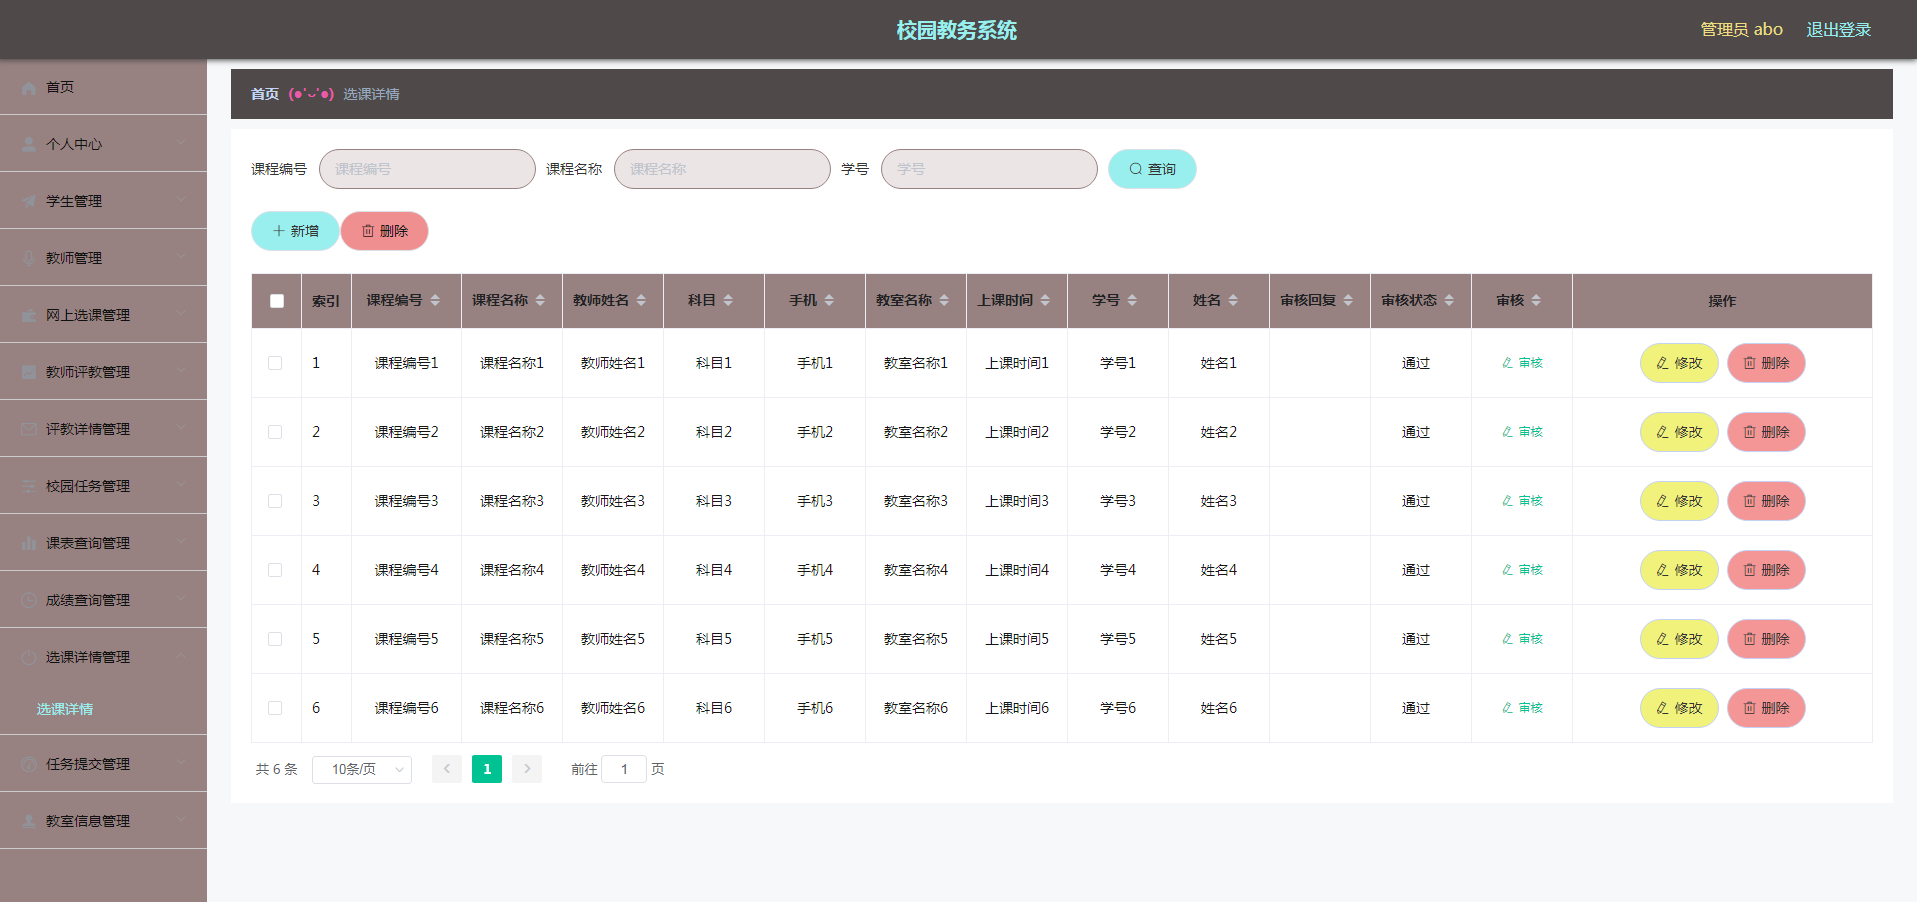 校园教务系统
管理员 abo 退出登录
首页
个人中心
学生管理
教师管理
网上选课管理
教师评教管理
评教详情管理
校园任务管理
课表查询管理
成绩查询管理
选课详情管理
选课详情
任务提交管理
教室信息管理
首页 (●'ᴗ'●) 选课详情
课程编号 课程编号 课程名称 课程名称 学号 学号 查询
新增 删除
索引 课程编号 课程名称 教师姓名 科目 手机 教室名称 上课时间 学号 姓名 审核回复 审核状态 审核 操作
1 课程编号1 课程名称1 教师姓名1 科目1 手机1 教室名称1 上课时间1 学号1 姓名1 通过 审核 修改 删除
2 课程编号2 课程名称2 教师姓名2 科目2 手机2 教室名称2 上课时间2 学号2 姓名2 通过 审核 修改 删除
3 课程编号3 课程名称3 教师姓名3 科目3 手机3 教室名称3 上课时间3 学号3 姓名3 通过 审核 修改 删除
4 课程编号4 课程名称4 教师姓名4 科目4 手机4 教室名称4 上课时间4 学号4 姓名4 通过 审核 修改 删除
5 课程编号5 课程名称5 教师姓名5 科目5 手机5 教室名称5 上课时间5 学号5 姓名5 通过 审核 修改 删除
6 课程编号6 课程名称6 教师姓名6 科目6 手机6 教室名称6 上课时间6 学号6 姓名6 通过 审核 修改 删除
共 6 条 10条/页 1 前往 1 页